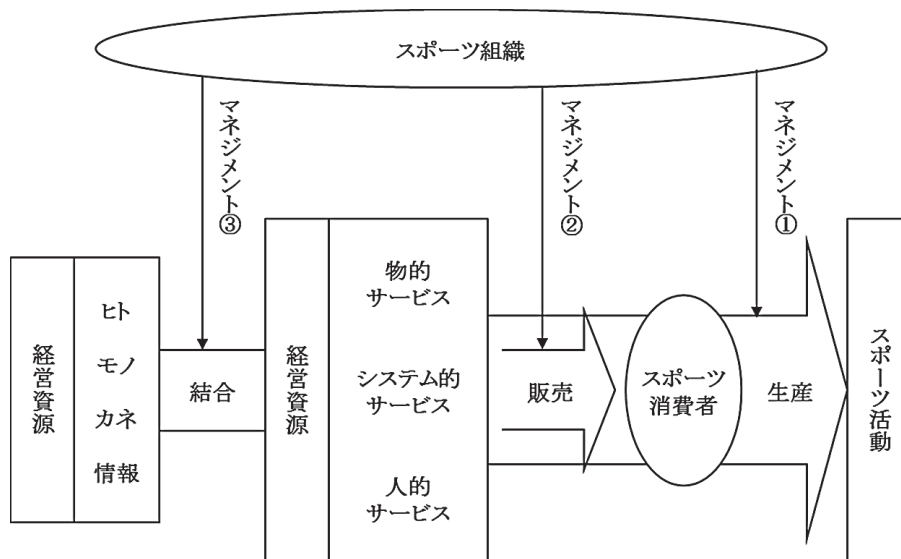 スポーツ組織
マネジメント③
マネジメント②
マネジメント①
経営資源
ヒト
モノ
カネ
情報
結合
経営資源
物的
サービス
システム的
サービス
人的
サービス
販売
スポーツ
消費者
生産
スポーツ活動